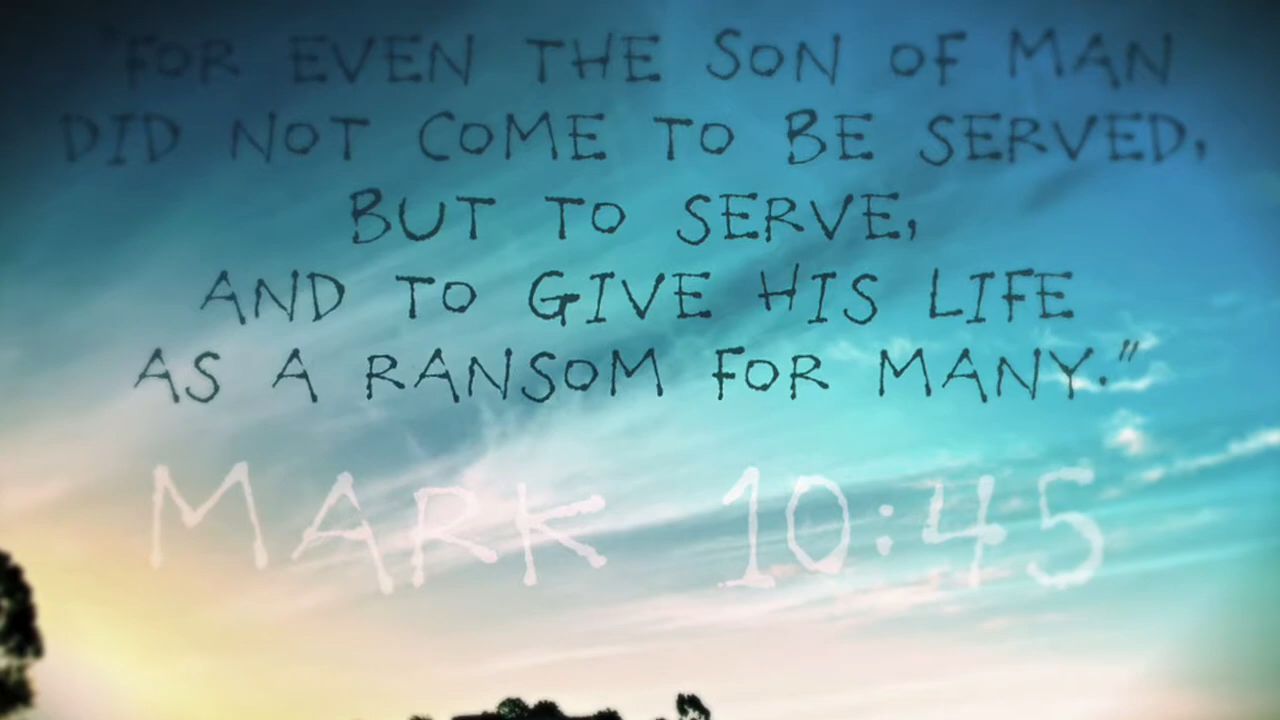 "FOR EVEN THE SON OF MAN
DID NOT COME TO BE SERVED,
BUT TO SERVE,
AND TO GIVE HIS LIFE
AS A RANSOM FOR MANY."
MARK 10:45